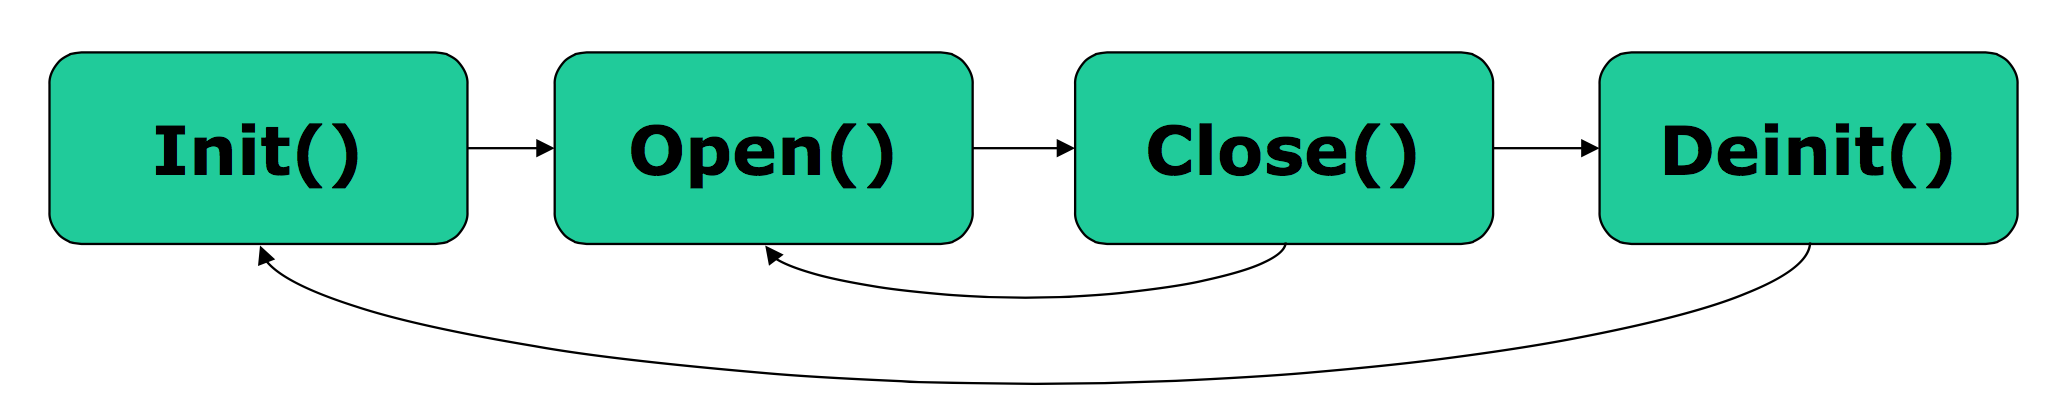 Init()
Open()
Close()
Deinit()